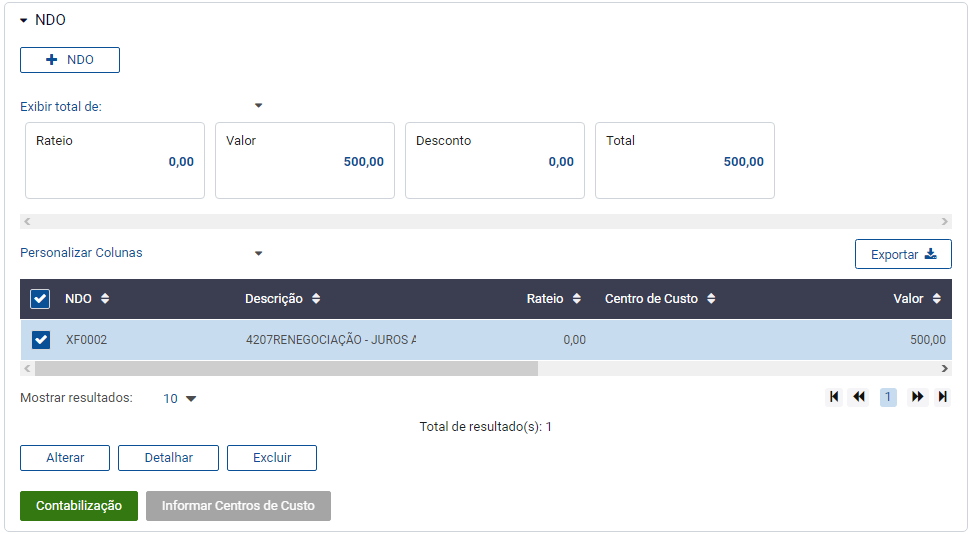 NDO
NDO
Exibir total de:
Rateio Valor Desconto Total
0,00 500,00 0,00 500,00
Personalizar Colunas Exportar
NDO Descrição Rateio Centro de Custo Valor
XF0002 4207RENEGOCIAÇÃO - JUROS 0,00 500,00
Mostrar resultados: 10 1
Total de resultado(s): 1
Alterar Detalhar Excluir
Contabilização Informar Centros de Custo